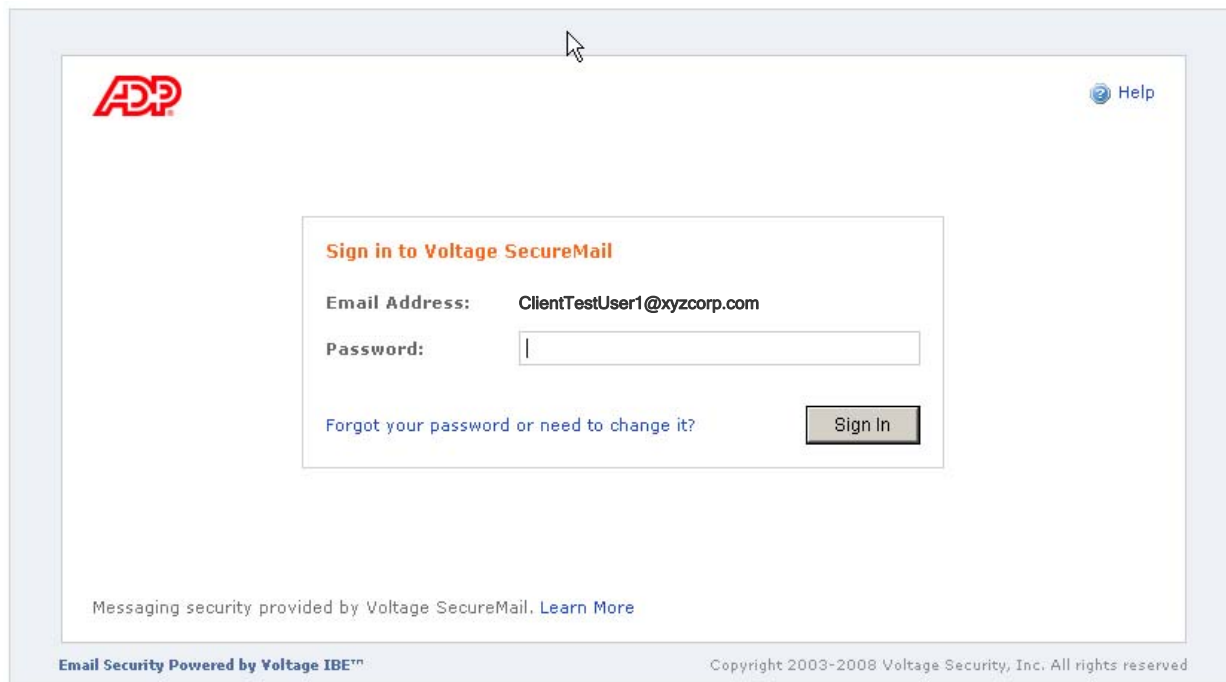 ADP
Help
Sign in to Voltage SecureMail
Email Address: ClientTestUser1@xyzcorp.com
Password:
Forgot your password or need to change it? Sign In
Messaging security provided by Voltage SecureMail. Learn More
Email Security Powered by Voltage IBE™ Copyright 2003-2008 Voltage Security, Inc. All rights reserved